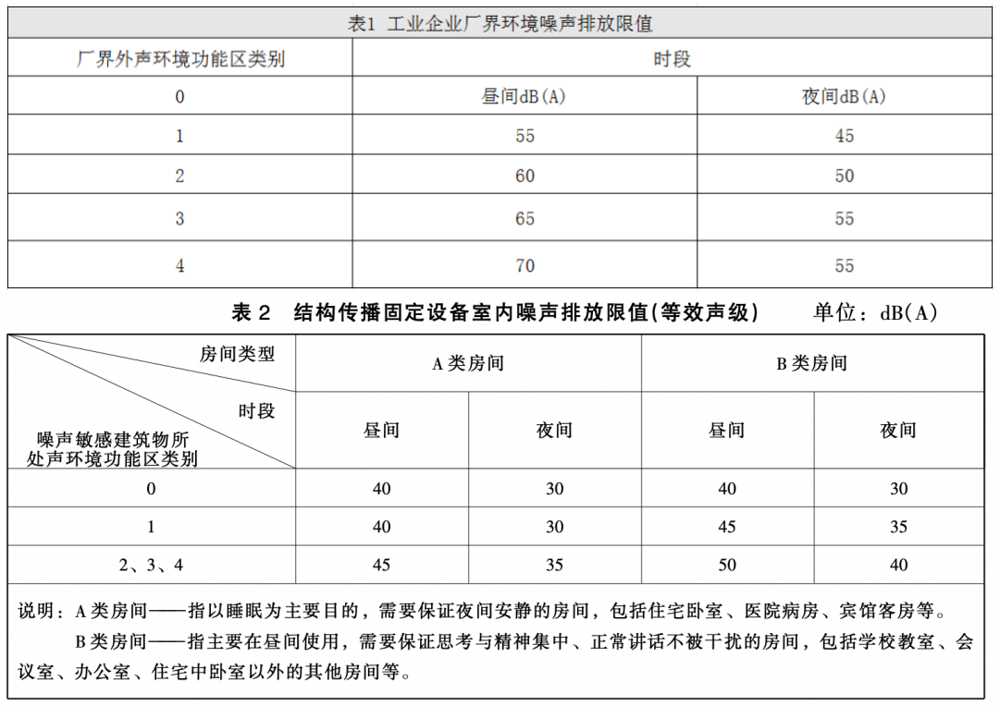 表1 工业企业厂界环境噪声排放限值
厂界外声环境功能区类别 时段
0 昼间dB(A) 夜间dB(A)
1 55 45
2 60 50
3 65 55
4 70 55
表 2 结构传播固定设备室内噪声排放限值(等效声级) 单位：dB(A)
房间类型 A 类房间 B 类房间
时段 昼间 夜间 昼间 夜间
噪声敏感建筑物所
处声环境功能区类别
0 40 30 40 30
1 40 30 45 35
2、3、4 45 35 50 40
说明：A 类房间——指以睡眠为主要目的，需要保证夜间安静的房间，包括住宅卧室、医院病房、宾馆客房等。
B 类房间——指主要在昼间使用，需要保证思考与精神集中、正常讲话不被干扰的房间，包括学校教室、会
议室、办公室、住宅中卧室以外的其他房间等。